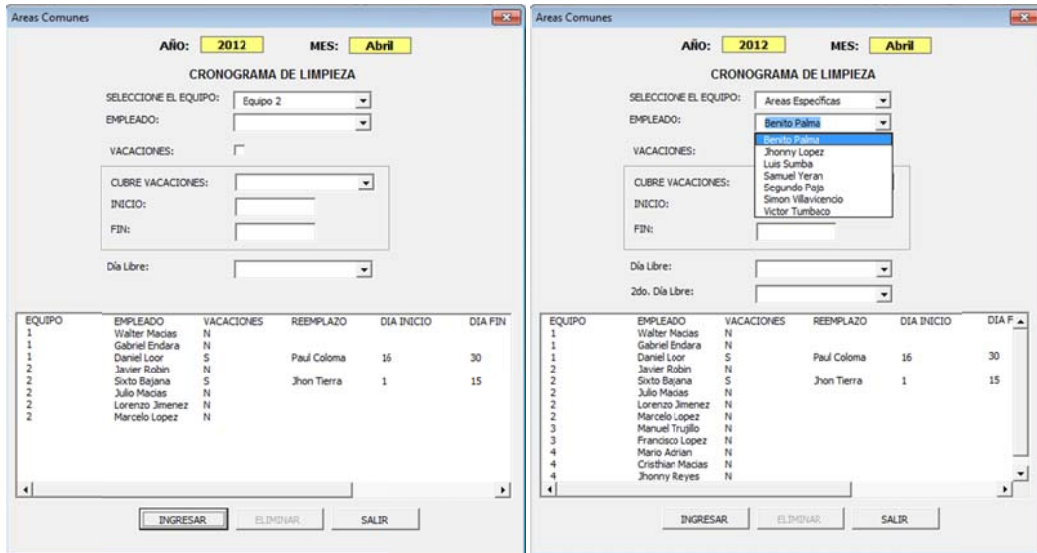 Areas Comunes
AÑO: 2012 MES: Abril
CRONOGRAMA DE LIMPIEZA
SELECCIONE EL EQUIPO: Equipo 2
EMPLEADO:
VACACIONES:
CUBRE VACACIONES:
INICIO:
FIN:
Día Libre:
EQUIPO EMPLEADO VACACIONES REEMPLAZO DIA INICIO DIA FIN
1 Walter Macias N
1 Gabriel Endara N
1 Daniel Loor S Paul Coloma 16 30
2 Javier Robin N
2 Sixto Bajana S Jhon Tierra 1 15
2 Julio Macias N
2 Lorenzo Jimenez N
2 Marcelo Lopez N
INGRESAR ELIMINAR SALIR
Areas Comunes
AÑO: 2012 MES: Abril
CRONOGRAMA DE LIMPIEZA
SELECCIONE EL EQUIPO: Areas Específicas
EMPLEADO: Benito Palma
Benito Palma
Jhonny Lopez
Luis Sumba
Samuel Yeran
Segundo Paja
Simon Villavicencio
Victor Tumbaco
VACACIONES:
CUBRE VACACIONES:
INICIO:
FIN:
Día Libre:
2do. Día Lbre:
EQUIPO EMPLEADO VACACIONES REEMPLAZO DIA INICIO DIA F
1 Walter Macias N
1 Gabriel Endara N
1 Daniel Loor S Paul Coloma 16 30
2 Javier Robin N
2 Sixto Bajana S Jhon Tierra 1 15
2 Julio Macias N
2 Lorenzo Jimenez N
2 Marcelo Lopez N
3 Manuel Trujillo N
3 Francisco Lopez N
4 Mario Adrian N
4 Cristhian Macias N
4 Jhonny Reyes N
INGRESAR ELIMINAR SALIR